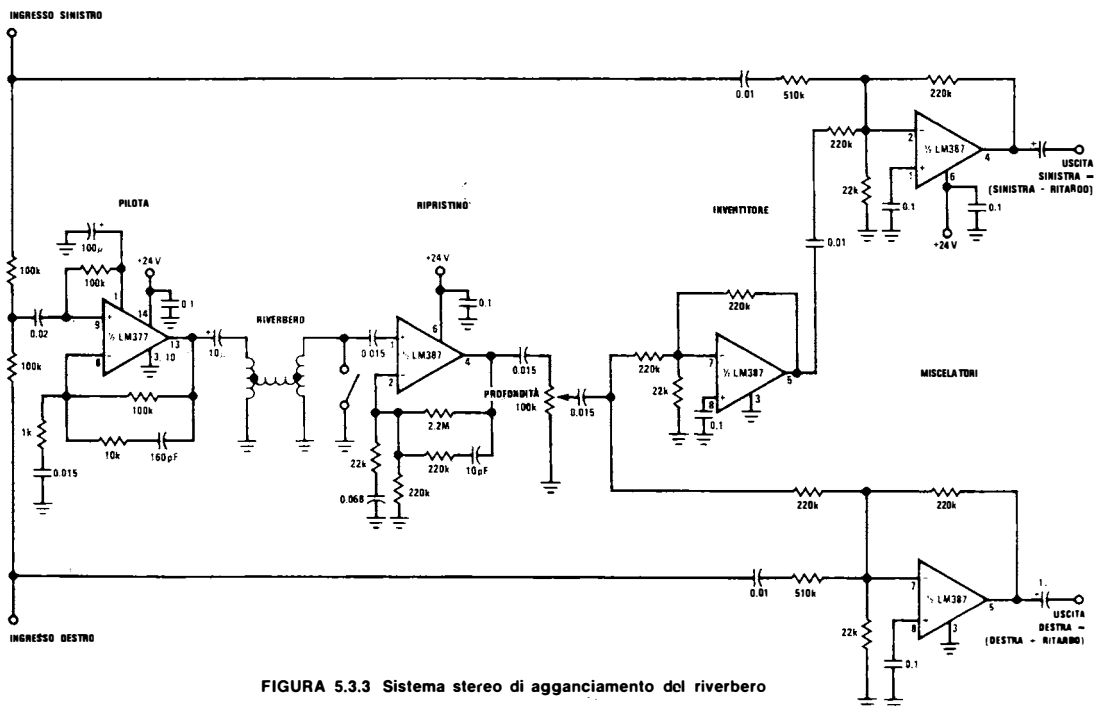 INGRESSO SINISTRO
0.01
510k
220k
220k
2
½ LM387
4
+
USCITA
SINISTRA =
(SINISTRA - RITARDO)
1
6
22k
0.1
0.1
+24 V
PILOTA
RIPRISTINO
INVENTITORE
100µ
+
100k
100k
+24 V
1
14
0.1
0.02
9
+
½ LM377
13
8
-
3, 10
+
10µ
RIVERBERO
+24 V
6
0.1
0.015
1
+
½ LM387
4
2
-
0.015
PROFONDITÀ
100k
0.015
0.01
220k
220k
22k
7
-
½ LM387
5
8
+
3
0.1
MISCELATORI
100k
100k
10k
160pF
1k
0.015
2.2M
22k
220k
10pF
0.068
220k
220k
220k
0.01
510k
7
-
½ LM387
5
8
+
3
22k
0.1
1.
+
USCITA
DESTRA =
(DESTRA + RITARDO)
INGRESSO DESTRO
FIGURA 5.3.3 Sistema stereo di agganciamento del riverbero